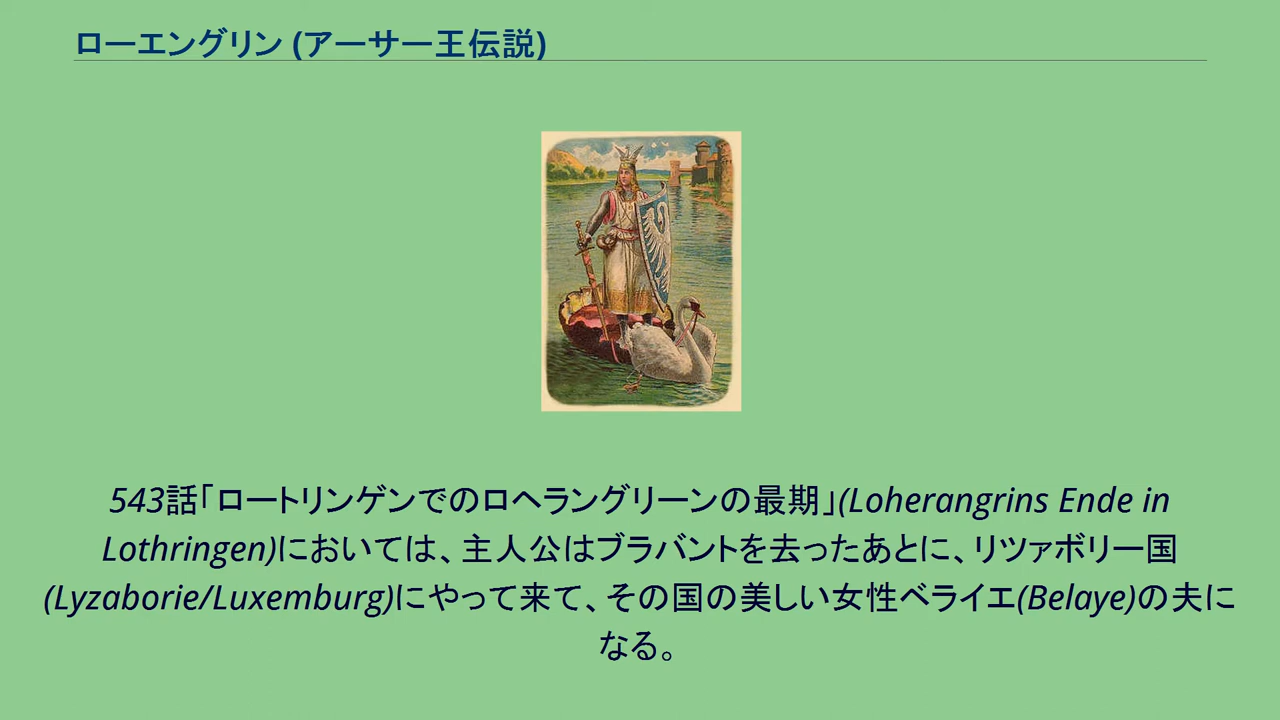 ローエングリン (アーサー王伝説)
543話「ロートリンゲンでのロヘラングリーンの最期」(Loherangrins Ende in
Lothringen)においては、主人公はブラバントを去ったあとに、リツァボリー国
(Lyzaborie/Luxemburg)にやって来て、その国の美しい女性ベライエ(Belaye)の夫に
なる。